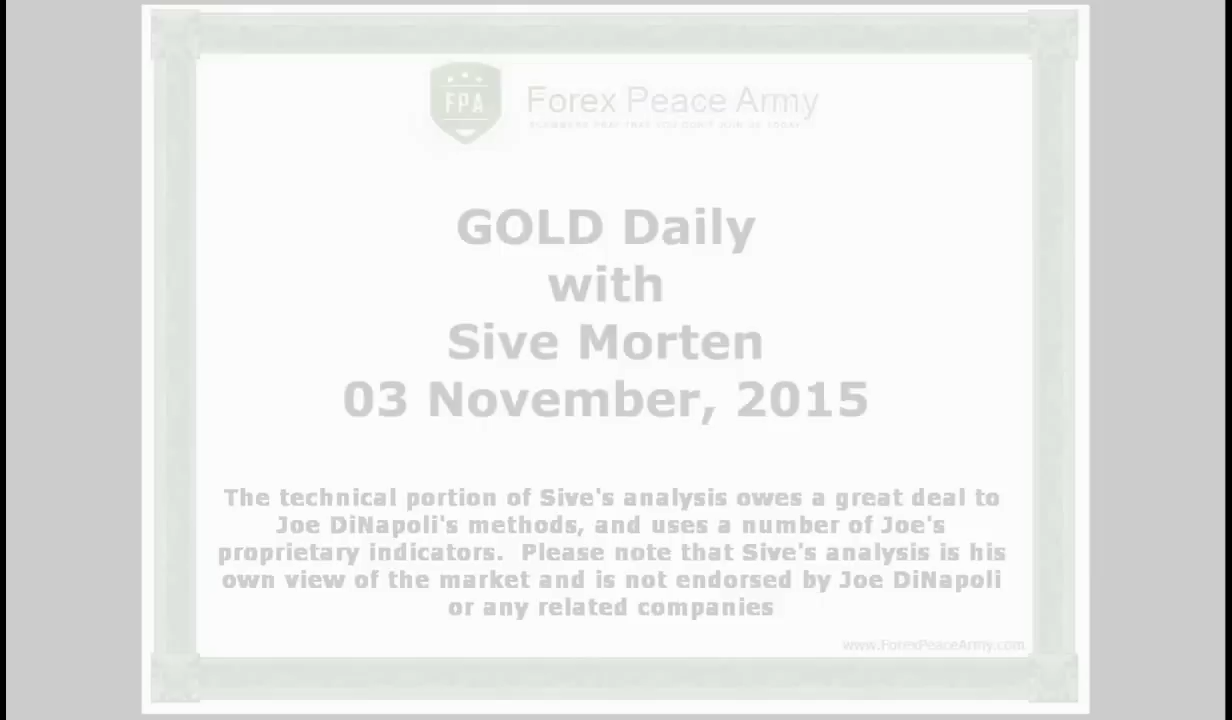 FPA
Forex Peace Army
GOLD Daily
with
Sive Morten
03 November, 2015
The technical portion of Sive's analysis owes a great deal to
Joe DiNapoli's methods, and uses a number of Joe's
proprietary indicators.  Please note that Sive's analysis is his
own view of the market and is not endorsed by Joe DiNapoli
or any related companies
www.ForexPeaceArmy.com